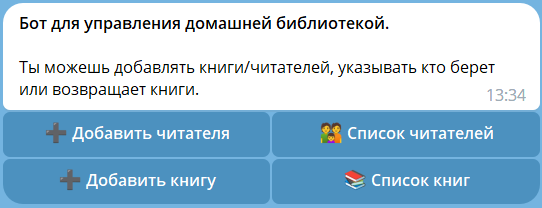 Бот для управления домашней библиотекой.
Ты можешь добавлять книги/читателей, указывать кто берет
или возвращает книги.
13:34
➕ Добавить читателя
👨‍👩‍👦 Список читателей
➕ Добавить книгу
📚 Список книг